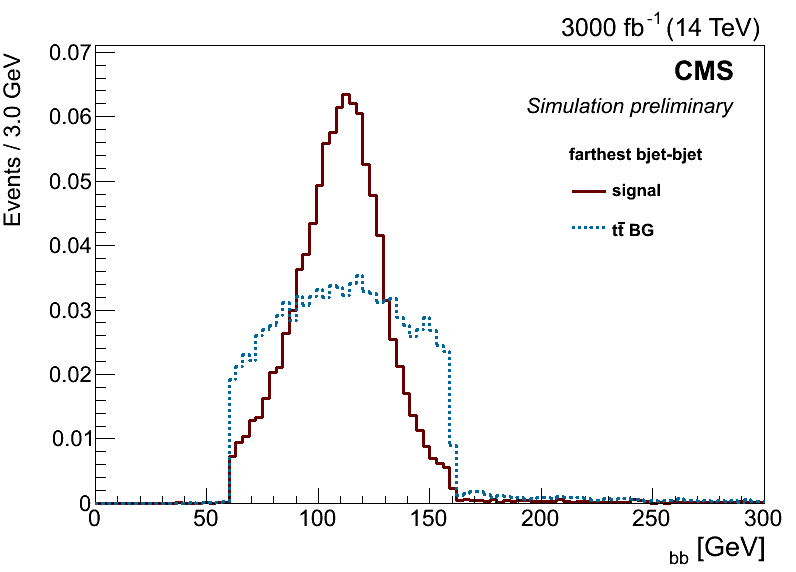 3000 fb-1 (14 TeV)
CMS
Simulation preliminary
farthest bjet-bjet
signal
tt̄ BG
Events / 3.0 GeV
0.07
0.06
0.05
0.04
0.03
0.02
0.01
0
0 50 100 150 200 250 300
bb [GeV]